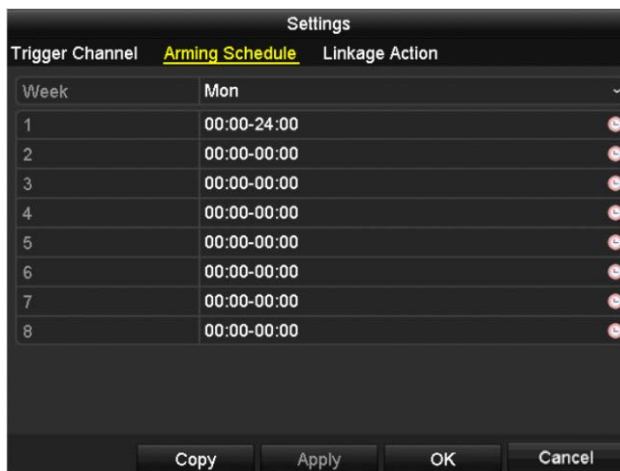 Settings
Trigger Channel Arming Schedule Linkage Action
Week Mon
1 00:00-24:00
2 00:00-00:00
3 00:00-00:00
4 00:00-00:00
5 00:00-00:00
6 00:00-00:00
7 00:00-00:00
8 00:00-00:00
Copy Apply OK Cancel